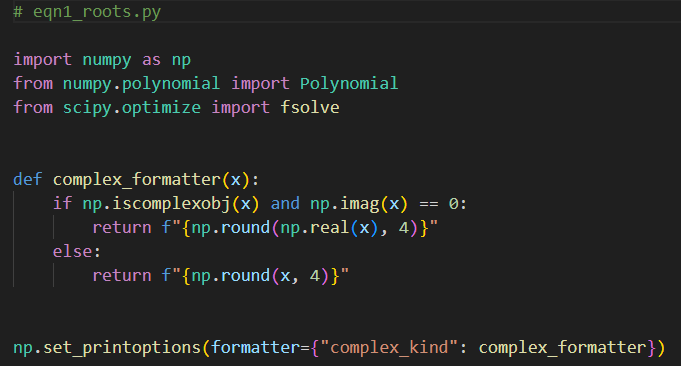 # eqn1_roots.py
import numpy as np
from numpy.polynomial import Polynomial
from scipy.optimize import fsolve
def complex_formatter(x):
    if np.iscomplexobj(x) and np.imag(x) == 0:
        return f"{np.round(np.real(x), 4)}"
    else:
        return f"{np.round(x, 4)}"
np.set_printoptions(formatter={"complex_kind": complex_formatter})